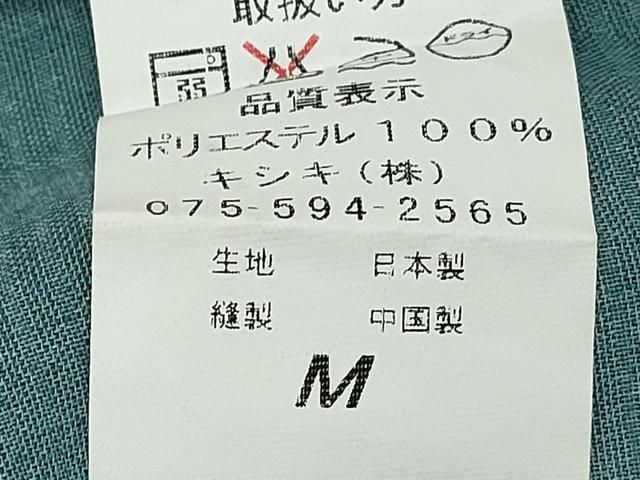 取扱い方
弱
品質表示
ポリエステル１００％
キシキ（株）
０７５-５９４-２５６５
生地 日本製
縫製 中国製
M